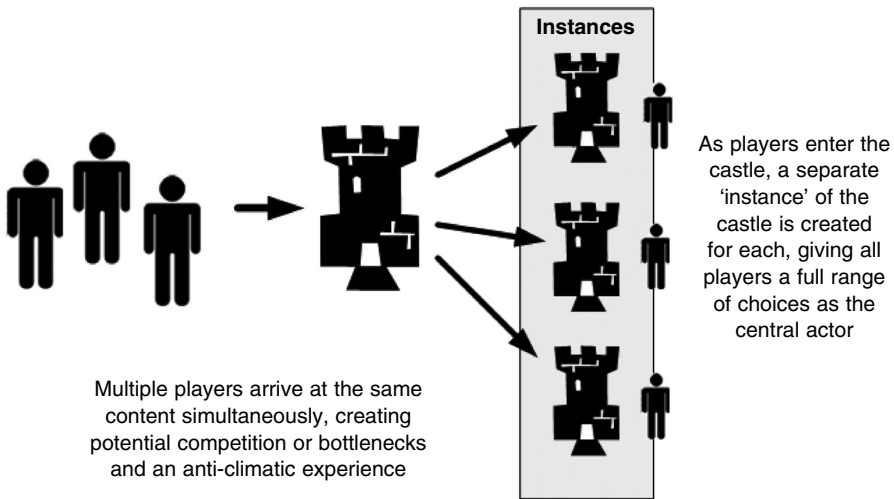 Instances
As players enter the
castle, a separate
‘instance’ of the
castle is created
for each, giving all
players a full range
of choices as the
central actor
Multiple players arrive at the same
content simultaneously, creating
potential competition or bottlenecks
and an anti-climatic experience